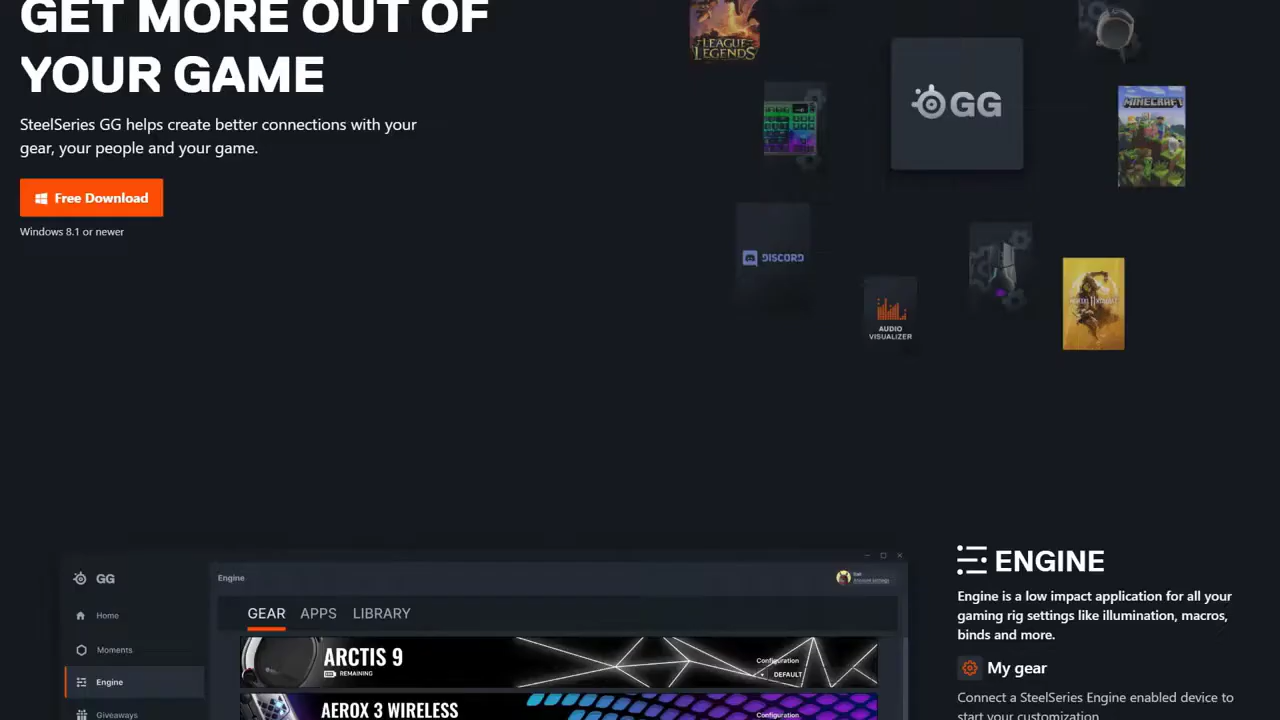 GET MORE OUT OF
YOUR GAME
SteelSeries GG helps create better connections with your
gear, your people and your game.
Free Download
Windows 8.1 or newer
LEAGUE
LEGENDS
GG
MINECRAFT
DISCORD
AUDIO
VISUALIZER
GG
Home
Moments
Engine
Giveaways
Engine
GEAR APPS LIBRARY
ARCTIS 9
REMAINING
Configuration
DEFAULT
AEROX 3 WIRELESS
Configuration
ENGINE
Engine is a low impact application for all your
gaming rig settings like illumination, macros,
binds and more.
My gear
Connect a SteelSeries Engine enabled device to
start your customization